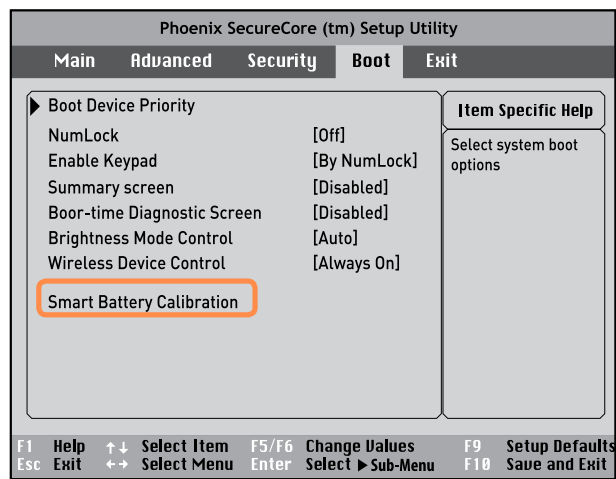 Phoenix SecureCore (tm) Setup Utility
Main Advanced Security Boot Exit
▶ Boot Device Priority
NumLock [Off]
Enable Keypad [By NumLock]
Summary screen [Disabled]
Boor-time Diagnostic Screen [Disabled]
Brightness Mode Control [Auto]
Wireless Device Control [Always On]
Smart Battery Calibration
Item Specific Help
Select system boot
options
F1 Help ↑↓ Select Item F5/F6 Change Values F9 Setup Defaults
Esc Exit ←→ Select Menu Enter Select ▶ Sub-Menu F10 Save and Exit